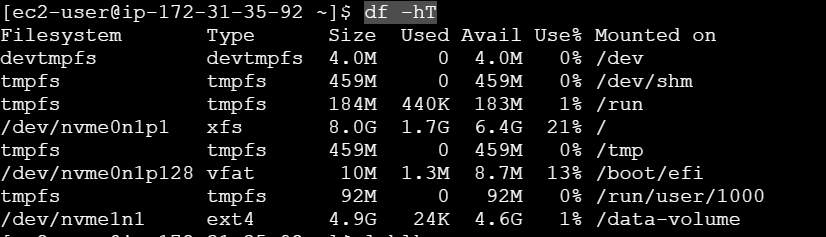 [ec2-user@ip-172-31-35-92 ~]$ df -hT
Filesystem Type Size Used Avail Use% Mounted on
devtmpfs devtmpfs 4.0M 0 4.0M 0% /dev
tmpfs tmpfs 459M 0 459M 0% /dev/shm
tmpfs tmpfs 184M 440K 183M 1% /run
/dev/nvme0n1p1 xfs 8.0G 1.7G 6.4G 21% /
tmpfs tmpfs 459M 0 459M 0% /tmp
/dev/nvme0n1p128 vfat 10M 1.3M 8.7M 13% /boot/efi
tmpfs tmpfs 92M 0 92M 0% /run/user/1000
/dev/nvme1n1 ext4 4.9G 24K 4.6G 1% /data-volume